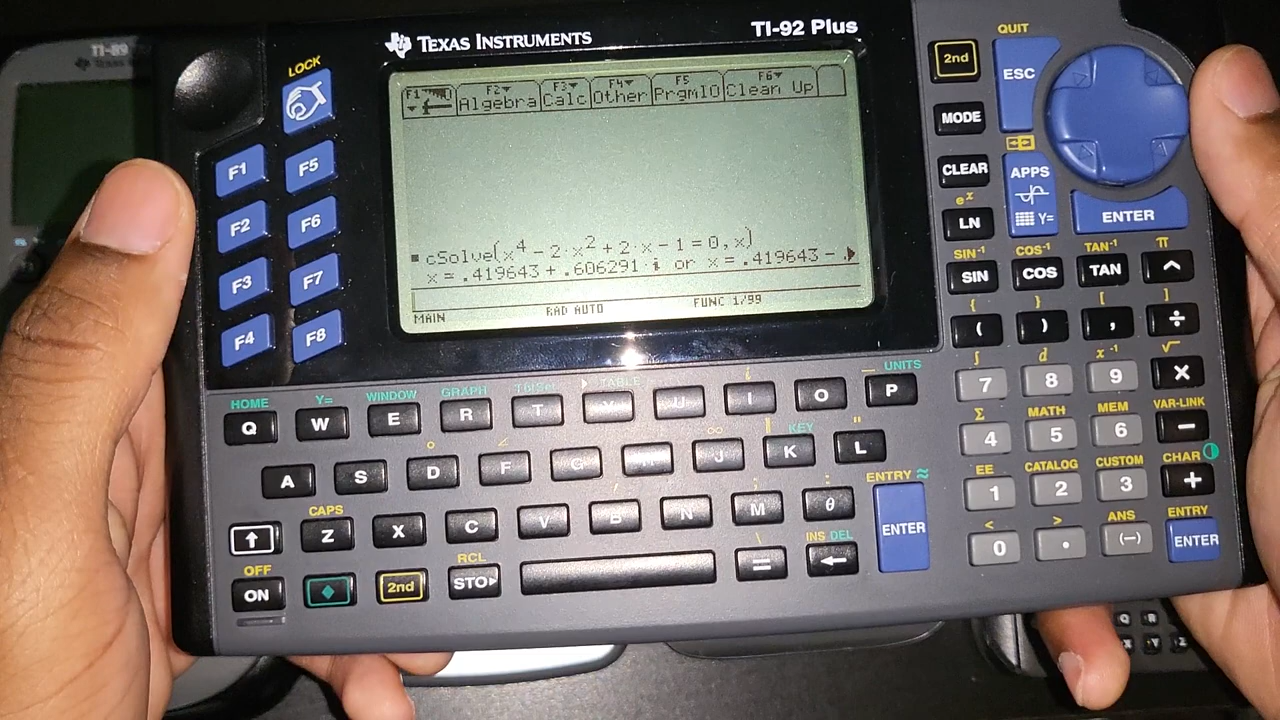 TI-89
TEXAS INSTRUMENTS
TI-92 Plus
LOCK
F1 F2 Algebra F3 Calc F4 Other F5 PrgmIO F6 Clean Up
cSolve(x^4 - 2·x^2 + 2·x - 1 = 0, x)
x = .419643 + .606291·i or x = .419643 - .
MAIN RAD AUTO FUNC 1/99
F1 F5
F2 F6
F3 F7
F4 F8
QUIT
2nd ESC
MODE
CLEAR APPS
e^x
LN Y= ENTER
SIN⁻¹ COS⁻¹ TAN⁻¹ π
SIN COS TAN ^
{ } [ ]
( ) , ÷
∫ d x⁻¹ √
7 8 9 ×
Σ MATH MEM VAR-LINK
4 5 6 −
EE CATALOG CUSTOM CHAR
1 2 3 +
< > ANS ENTRY
0 . (−) ENTER
HOME Y= WINDOW GRAPH TblSet TABLE i UNITS
Q W E R T Y U I O P
° ∠ ∞ KEY "
A S D F G H J K L
CAPS ; : ENTRY ≈
↑ Z X C V B N M θ ENTER
OFF RCL \ INS DEL
ON ◆ 2nd STO▸ = ←